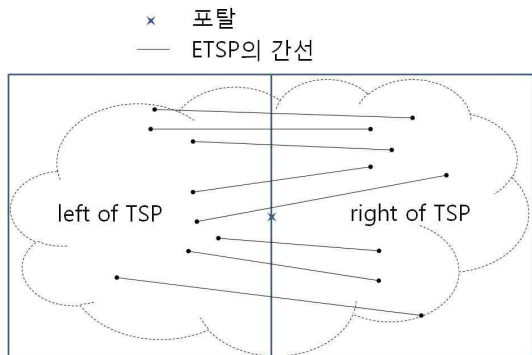 포탈
ETSP의 간선
left of TSP
right of TSP